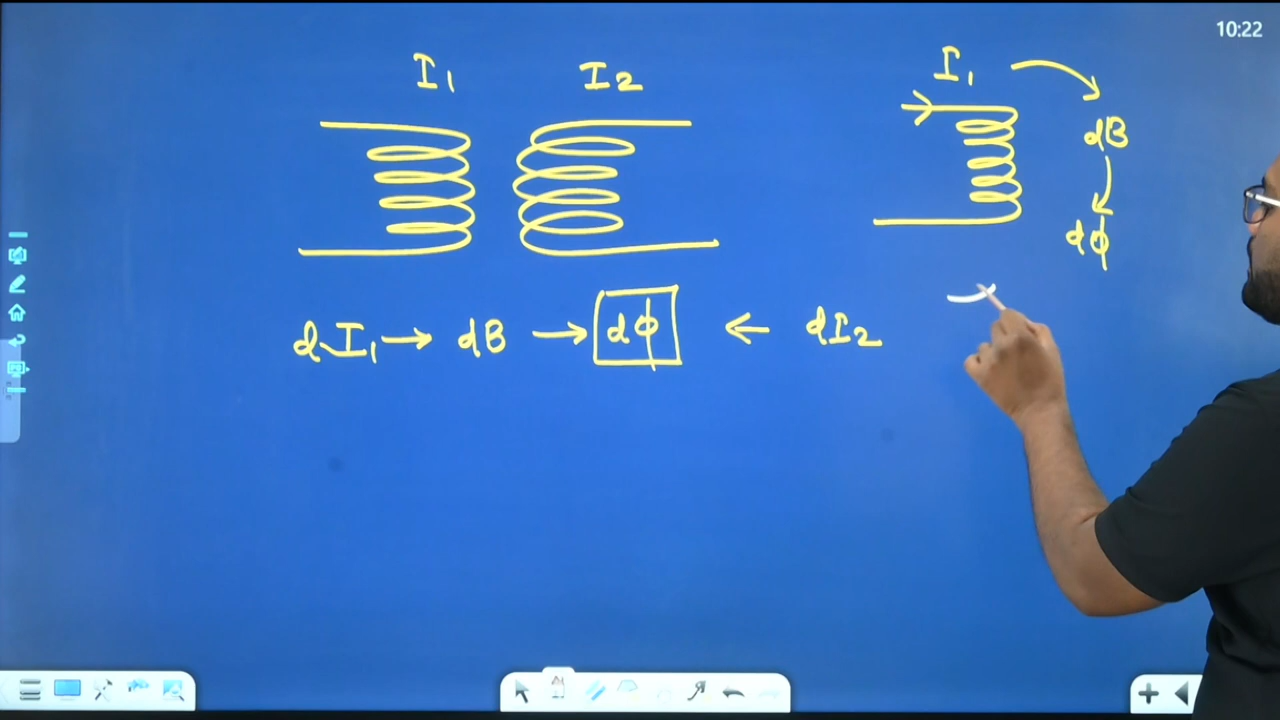 10:22
I₁ I₂ I₁
dB
dϕ
dI₁ → dB → dϕ ← dI₂